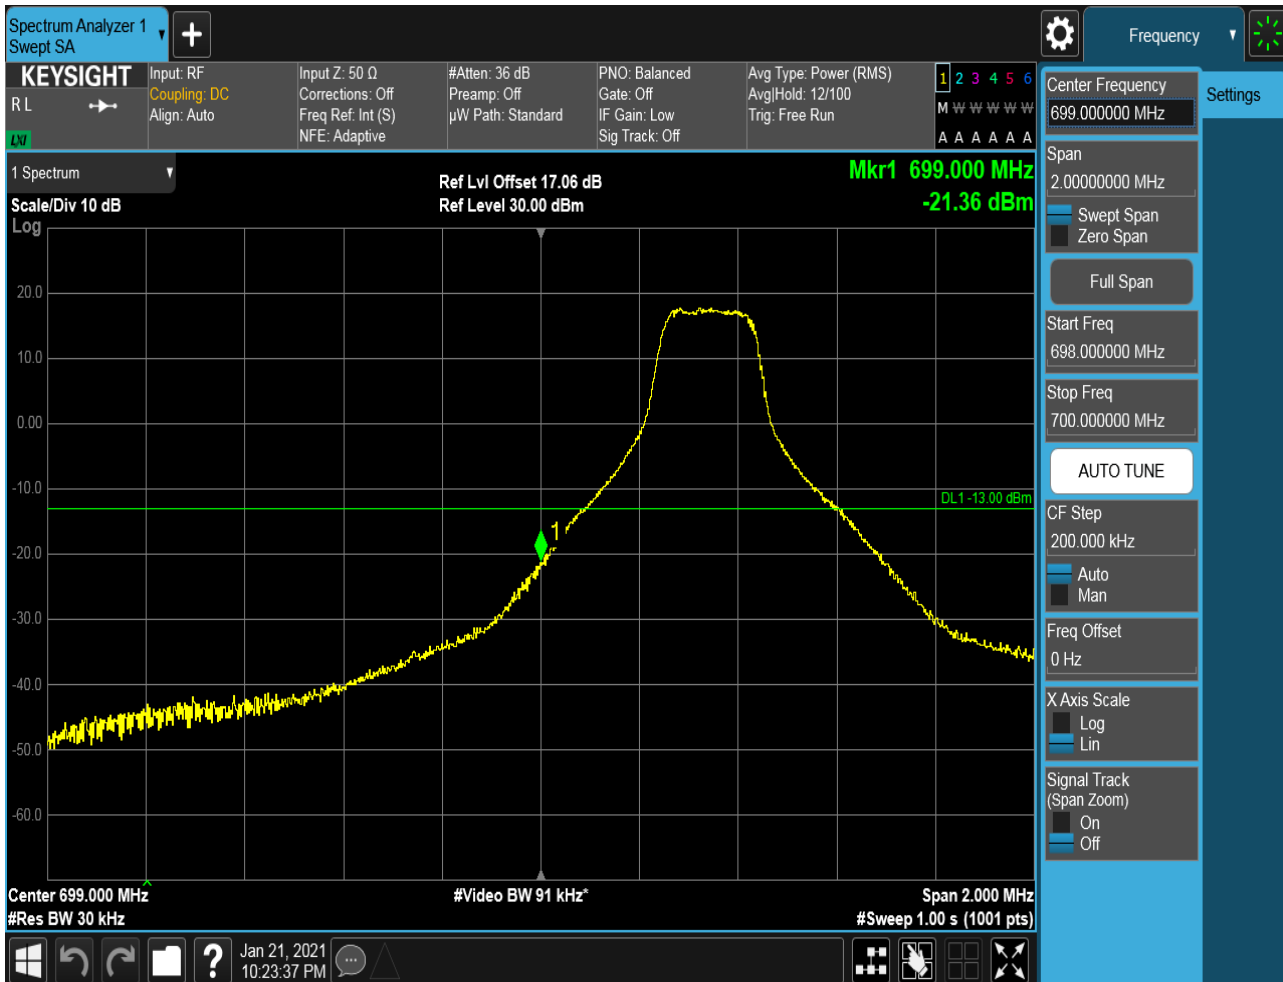 Spectrum Analyzer 1
Swept SA
+
Frequency
KEYSIGHT
R L
LXI
Input: RF
Coupling: DC
Align: Auto
Input Z: 50 Ω
Corrections: Off
Freq Ref: Int (S)
NFE: Adaptive
#Atten: 36 dB
Preamp: Off
µW Path: Standard
PNO: Balanced
Gate: Off
IF Gain: Low
Sig Track: Off
Avg Type: Power (RMS)
Avg|Hold: 12/100
Trig: Free Run
1 2 3 4 5 6
M W W W W W
A A A A A A
1 Spectrum
Scale/Div 10 dB
Log
Ref Lvl Offset 17.06 dB
Ref Level 30.00 dBm
Mkr1 699.000 MHz
-21.36 dBm
20.0
10.0
0.00
-10.0
DL1 -13.00 dBm
1
-20.0
-30.0
-40.0
-50.0
-60.0
Center 699.000 MHz
#Res BW 30 kHz
#Video BW 91 kHz*
Span 2.000 MHz
#Sweep 1.00 s (1001 pts)
?
Jan 21, 2021
10:23:37 PM
Center Frequency
699.000000 MHz
Settings
Span
2.00000000 MHz
Swept Span
Zero Span
Full Span
Start Freq
698.000000 MHz
Stop Freq
700.000000 MHz
AUTO TUNE
CF Step
200.000 kHz
Auto
Man
Freq Offset
0 Hz
X Axis Scale
Log
Lin
Signal Track
(Span Zoom)
On
Off